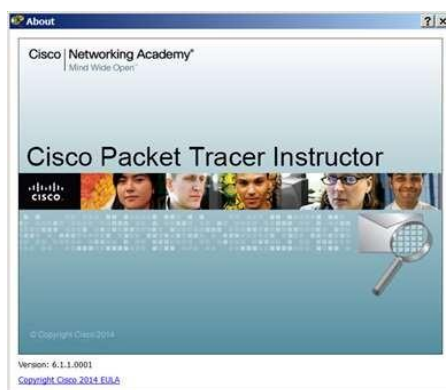 About
Cisco Networking Academy®
Mind Wide Open™
Cisco Packet Tracer Instructor
CISCO
© Copyright Cisco 2014
Version: 6.1.1.0001
Copyright Cisco 2014 EULA